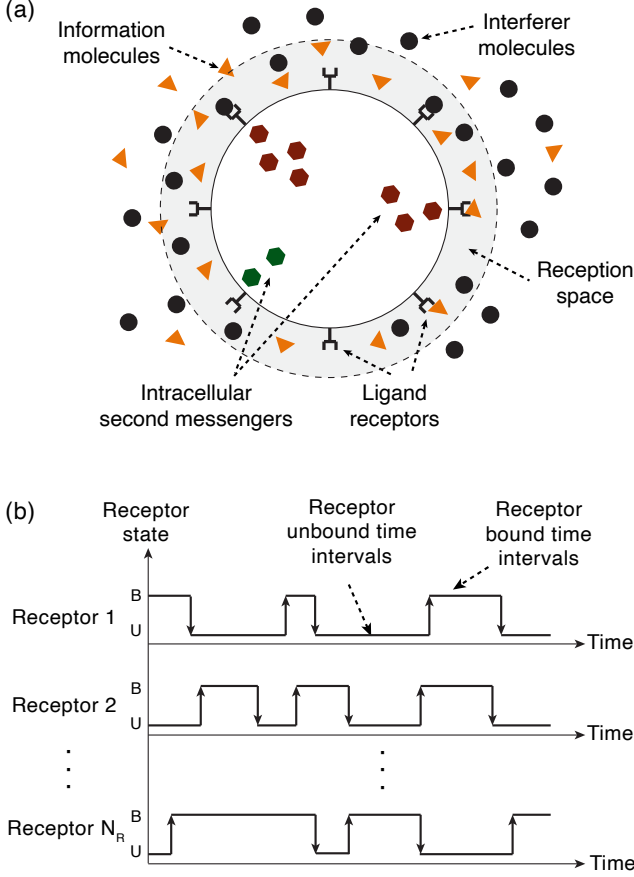 (a)
Information
molecules
Interferer
molecules
Reception
space
Intracellular
second messengers
Ligand
receptors
(b)
Receptor
state
Receptor
unbound time
intervals
Receptor
bound time
intervals
B
Receptor 1
U
Time
B
Receptor 2
U
Time
B
Receptor N_R
U
Time